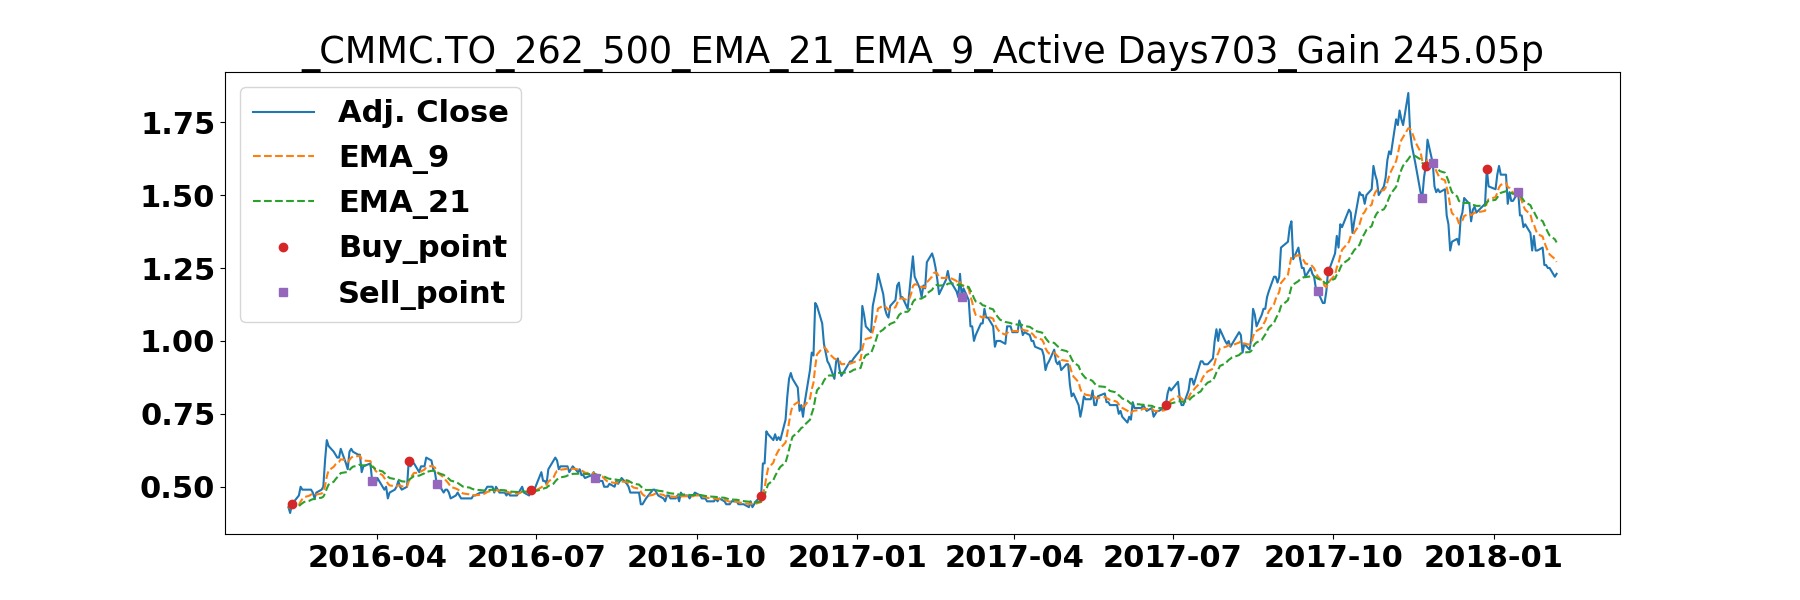 _CMMC.TO_262_500_EMA_21_EMA_9_Active Days703_Gain 245.05p
Adj. Close
EMA_9
EMA_21
Buy_point
Sell_point
1.75
1.50
1.25
1.00
0.75
0.50
2016-04 2016-07 2016-10 2017-01 2017-04 2017-07 2017-10 2018-01